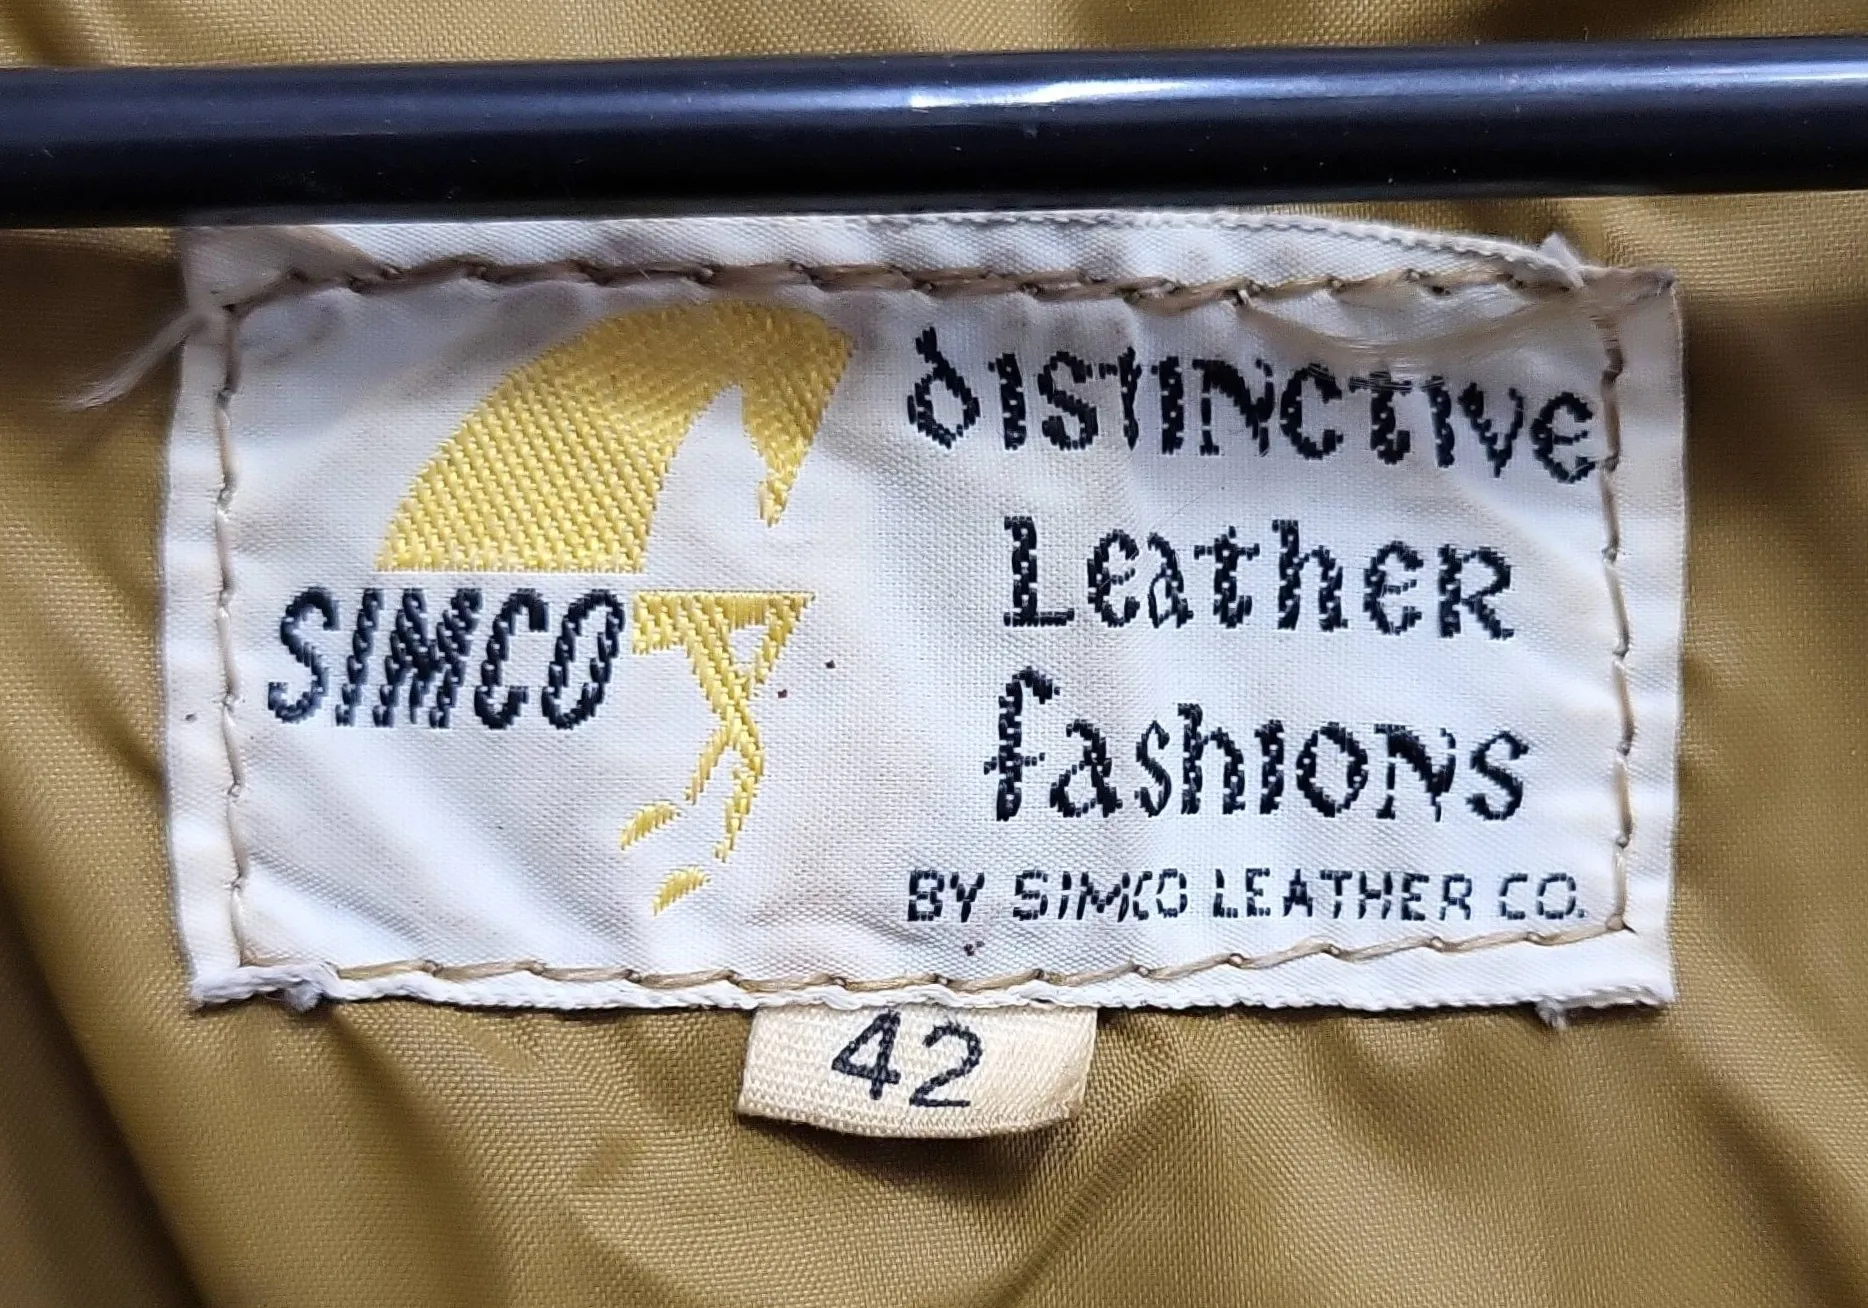 SIMCO
distinctive
Leather
fashions
BY SIMCO LEATHER CO.
42